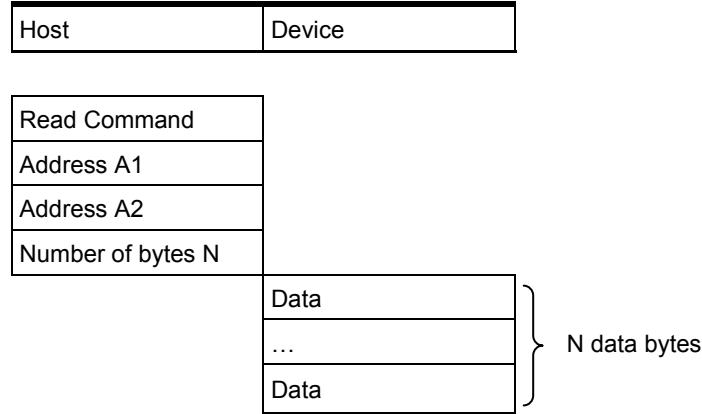 Host Device
Read Command
Address A1
Address A2
Number of bytes N
Data
…
Data
N data bytes